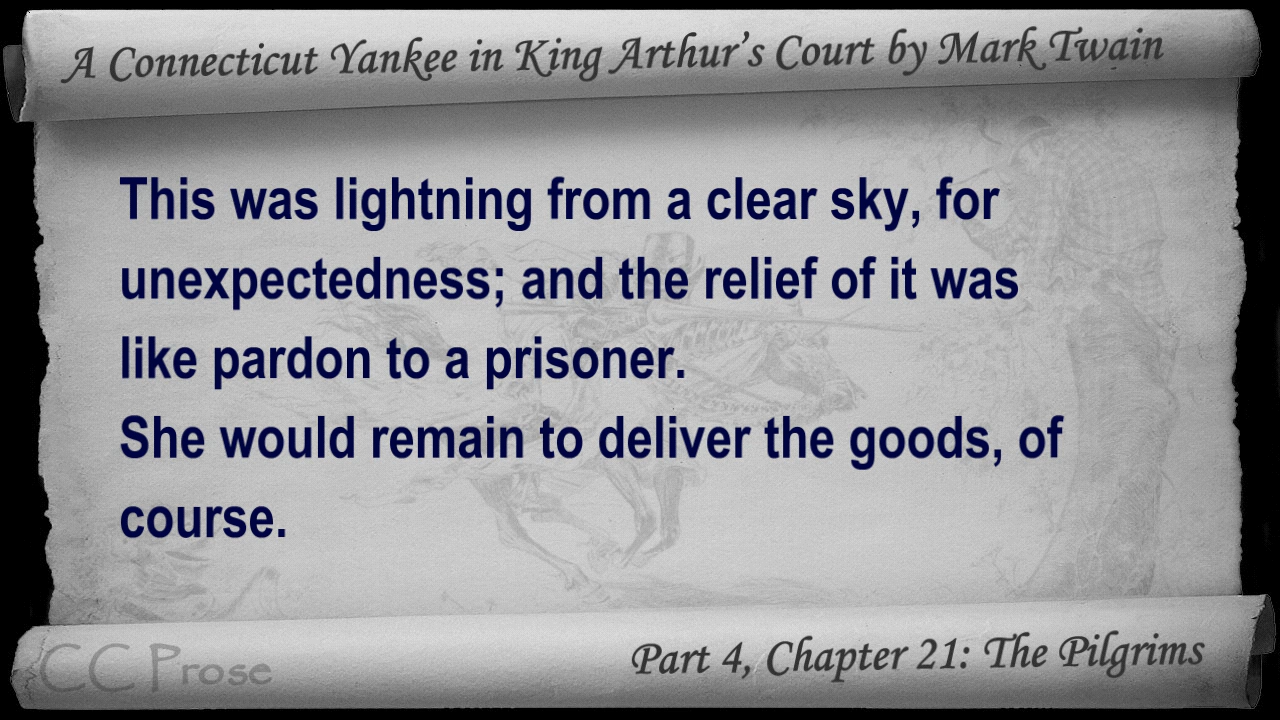 A Connecticut Yankee in King Arthur's Court by Mark Twain
This was lightning from a clear sky, for
unexpectedness; and the relief of it was
like pardon to a prisoner.
She would remain to deliver the goods, of
course.
CC Prose
Part 4, Chapter 21: The Pilgrims